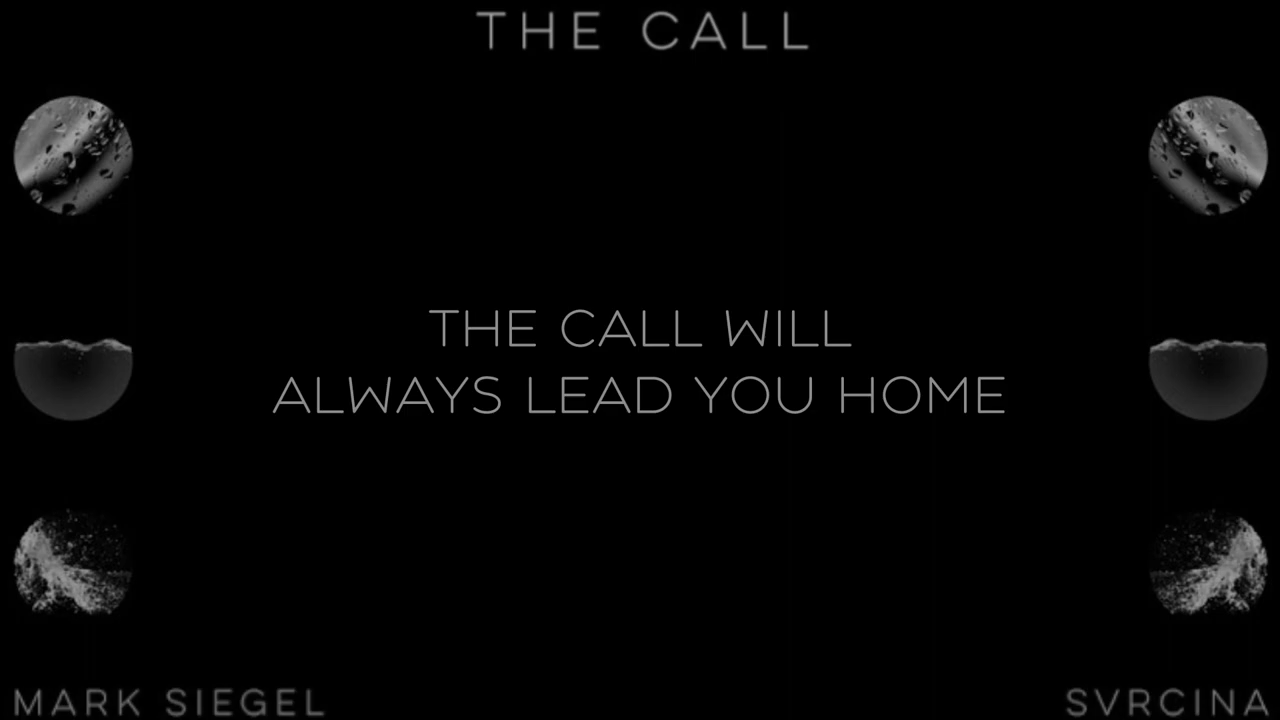 THE CALL
THE CALL WILL
ALWAYS LEAD YOU HOME
MARK SIEGEL
SVRCINA